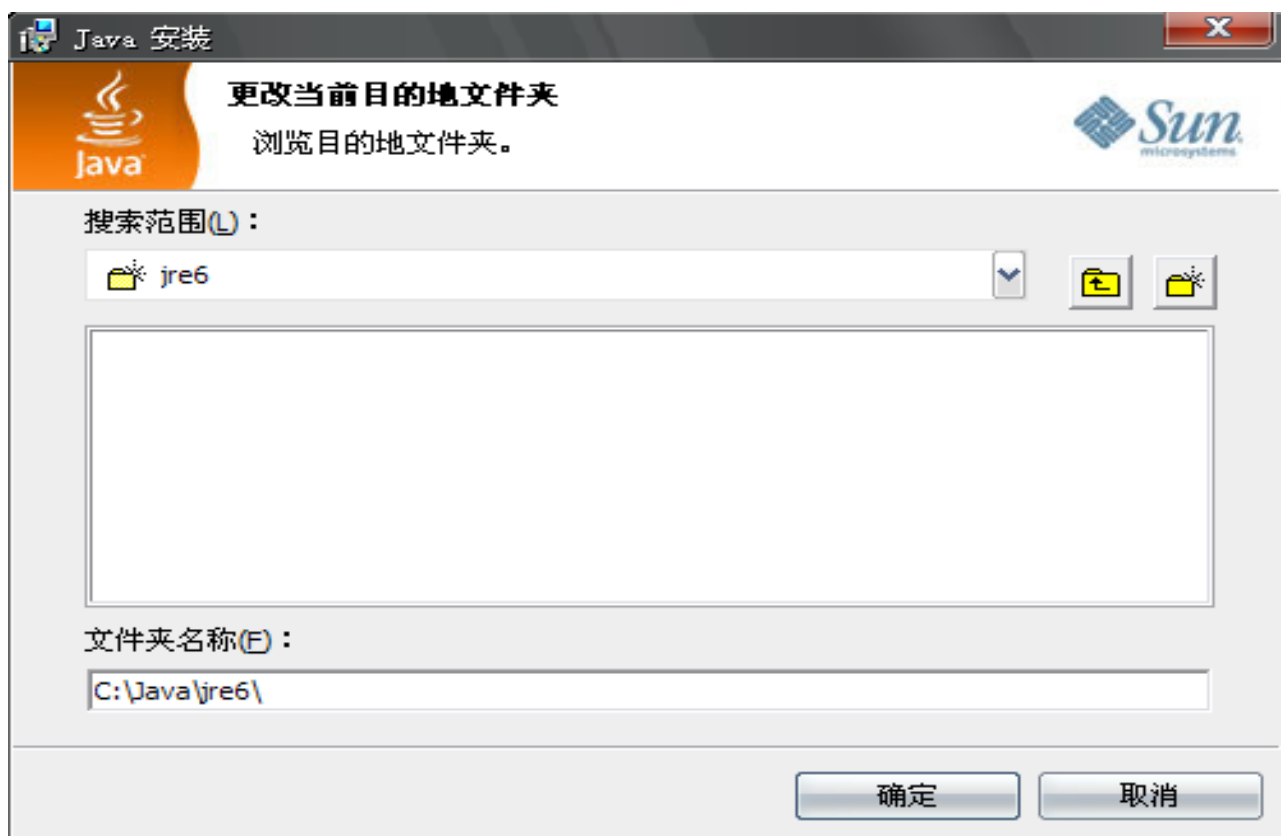 Java 安装
Java
更改当前目的地文件夹
浏览目的地文件夹。
Sun
microsystems
搜索范围(L)：
jre6
文件夹名称(F)：
C:\Java\jre6\
确定
取消